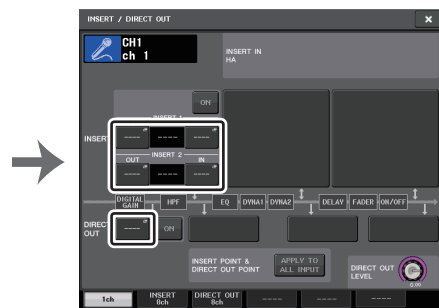 INSERT / DIRECT OUT
×
CH1
ch 1
INSERT IN
HA
ON
INSERT 1
INSERT
---- ----
INSERT 2
OUT IN
---- ----
DIGITAL GAIN HPF EQ DYNA1 DYNA2 DELAY FADER ON/OFF
DIRECT OUT
----
ON
INSERT POINT &
DIRECT OUT POINT
APPLY TO
ALL INPUT
DIRECT OUT
LEVEL
0.00
1ch
INSERT
8ch
DIRECT OUT
8ch
---- ---- ----